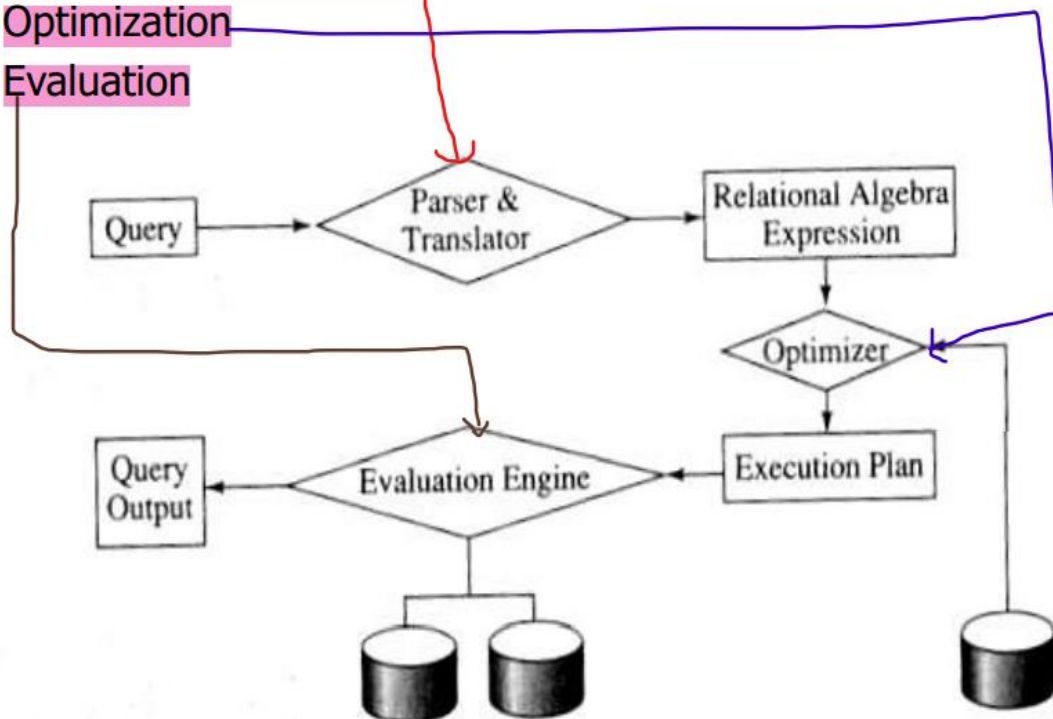 Optimization
Evaluation
Query
Parser &
Translator
Relational Algebra
Expression
Optimizer
Query
Output
Evaluation Engine
Execution Plan